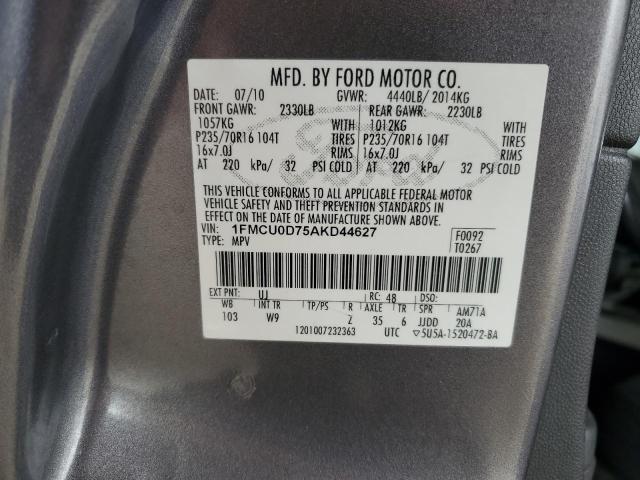 MFD. BY FORD MOTOR CO.
DATE: 07/10 GVWR: 4440LB/ 2014KG
FRONT GAWR: 2330LB REAR GAWR: 2230LB
1057KG WITH 1012KG WITH
P235/70R16 104T TIRES P235/70R16 104T TIRES
16x7.0J RIMS 16x7.0J RIMS
AT 220 kPa/ 32 PSI COLD AT 220 kPa/ 32 PSI COLD
THIS VEHICLE CONFORMS TO ALL APPLICABLE FEDERAL MOTOR
VEHICLE SAFETY AND THEFT PREVENTION STANDARDS IN EFFECT
ON THE DATE OF MANUFACTURE SHOWN ABOVE.
VIN: 1FMCU0D75AKD44627 F0092
TYPE: MPV T0267
EXT PNT: UJ RC: 48 DSO:
WB INT TR TP/PS R AXLE TR SPR AM71A
103 W9 Z 35 6 JJDD 20A
1201007232363 UTC ▽5U5A-1520472-BA